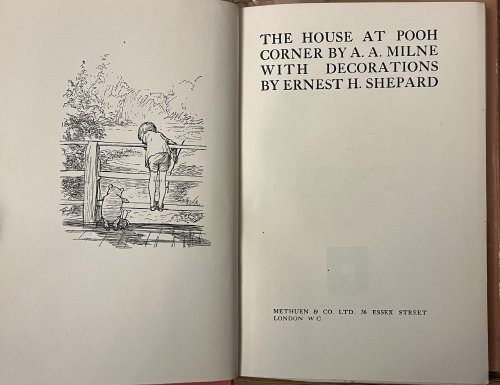 THE HOUSE AT POOH
CORNER BY A. A. MILNE
WITH DECORATIONS
BY ERNEST H. SHEPARD
METHUEN & CO. LTD. 36 ESSEX STREET
LONDON W.C.